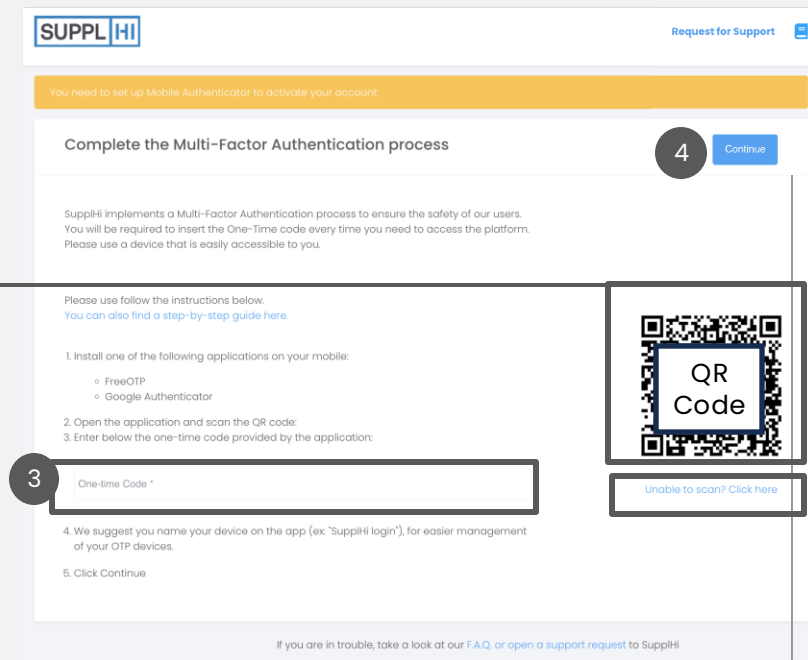 SUPPLHI
Request for Support
You need to set up Mobile Authenticator to activate your account.
Complete the Multi-Factor Authentication process
4
Continue
SupplHi implements a Multi-Factor Authentication process to ensure the safety of our users.
You will be required to insert the One-Time code every time you need to access the platform.
Please use a device that is easily accessible to you.
Please use follow the instructions below.
You can also find a step-by-step guide here.
1. Install one of the following applications on your mobile:
FreeOTP
Google Authenticator
2. Open the application and scan the QR code:
3. Enter below the one-time code provided by the application:
QR
Code
3
One-time Code *
Unable to scan? Click here
4. We suggest you name your device on the app (ex: "SupplHi login"), for easier management
of your OTP devices.
5. Click Continue
If you are in trouble, take a look at our F.A.Q. or open a support request to SupplHi